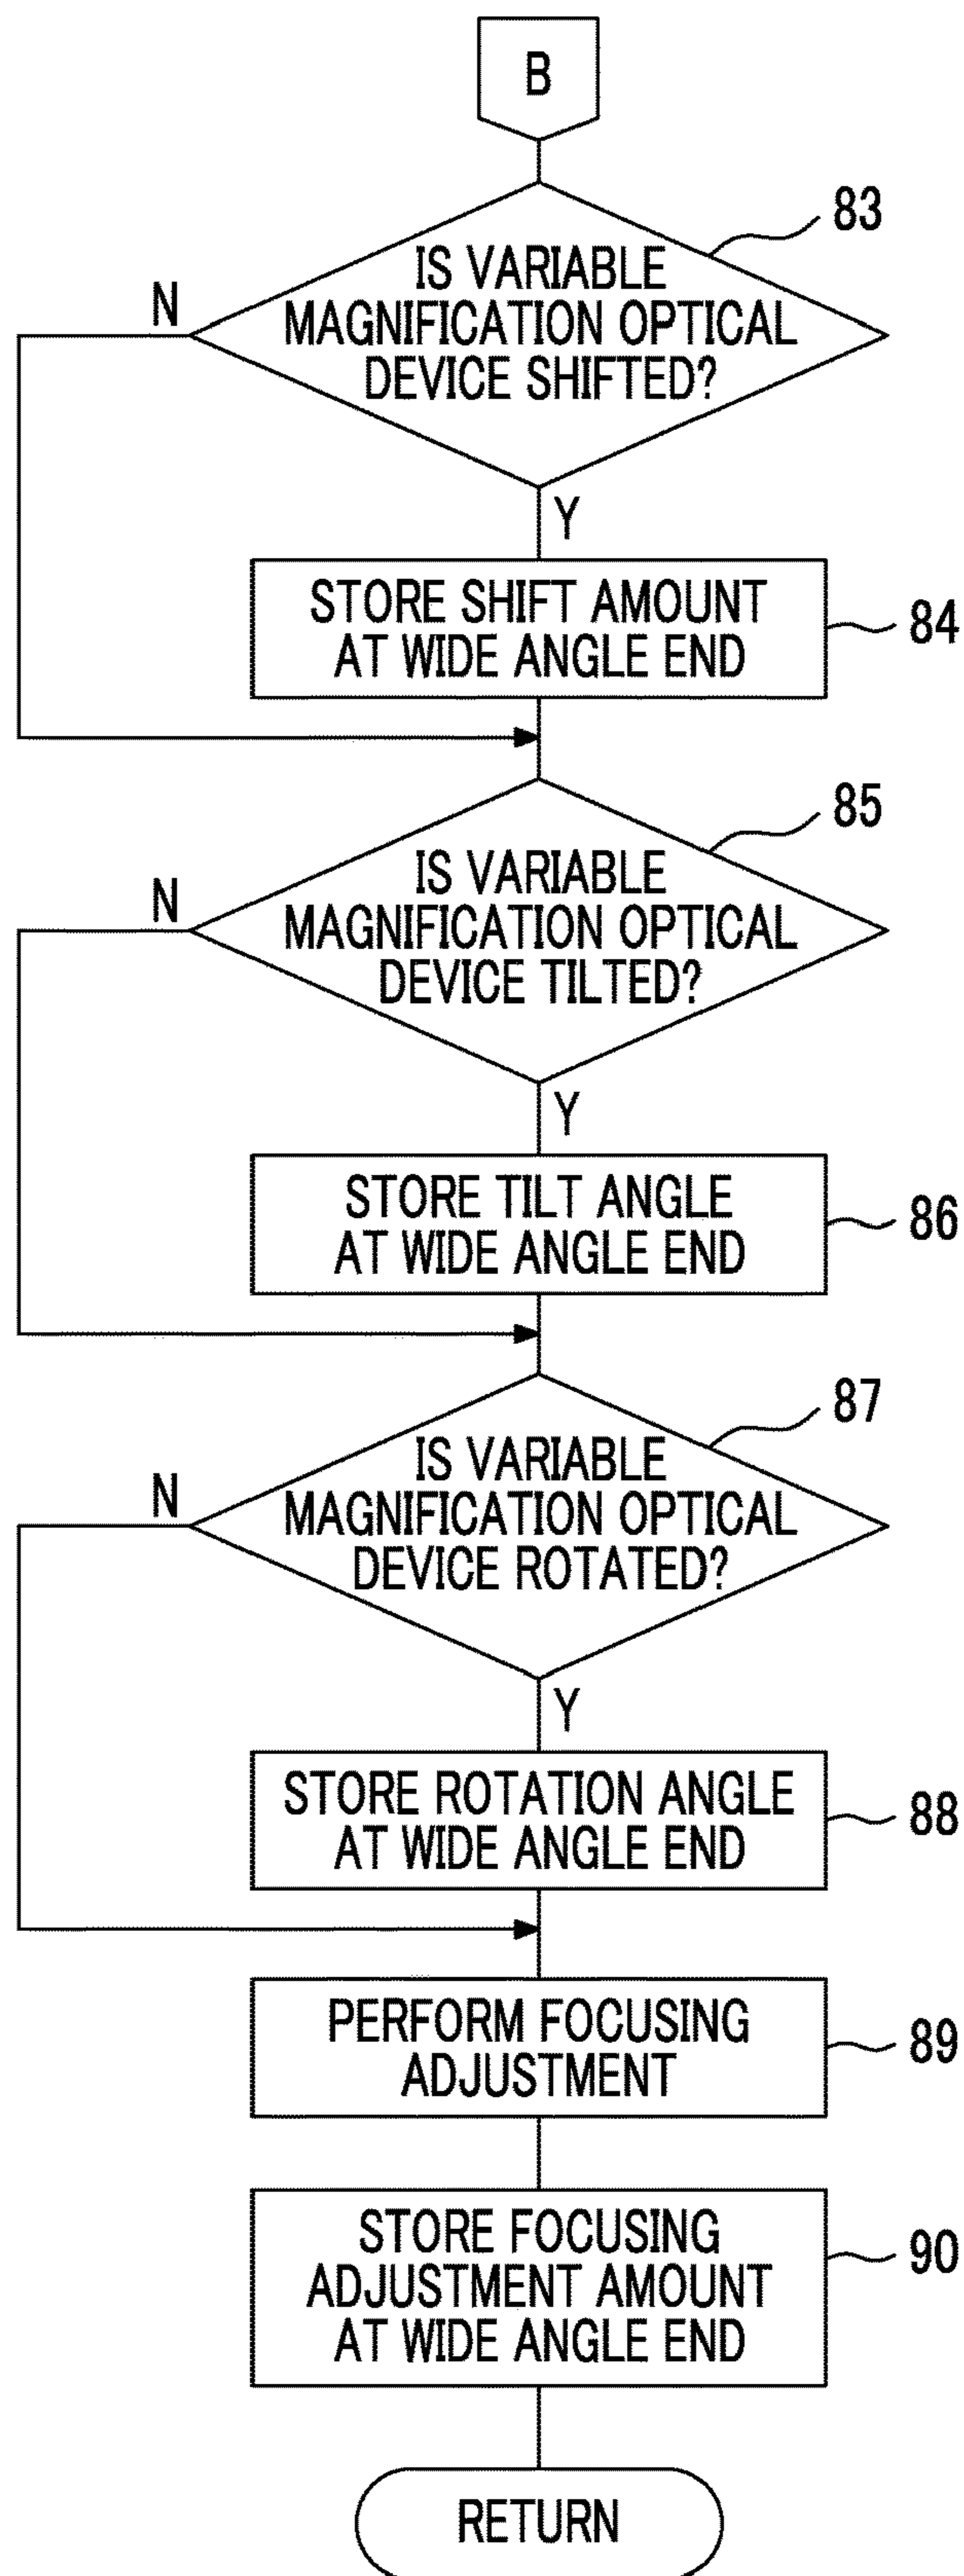 B
83
IS VARIABLE
MAGNIFICATION OPTICAL
DEVICE SHIFTED?
N
Y
STORE SHIFT AMOUNT
AT WIDE ANGLE END
84
85
IS VARIABLE
MAGNIFICATION OPTICAL
DEVICE TILTED?
N
Y
STORE TILT ANGLE
AT WIDE ANGLE END
86
87
IS VARIABLE
MAGNIFICATION OPTICAL
DEVICE ROTATED?
N
Y
STORE ROTATION ANGLE
AT WIDE ANGLE END
88
PERFORM FOCUSING
ADJUSTMENT
89
STORE FOCUSING
ADJUSTMENT AMOUNT
AT WIDE ANGLE END
90
RETURN